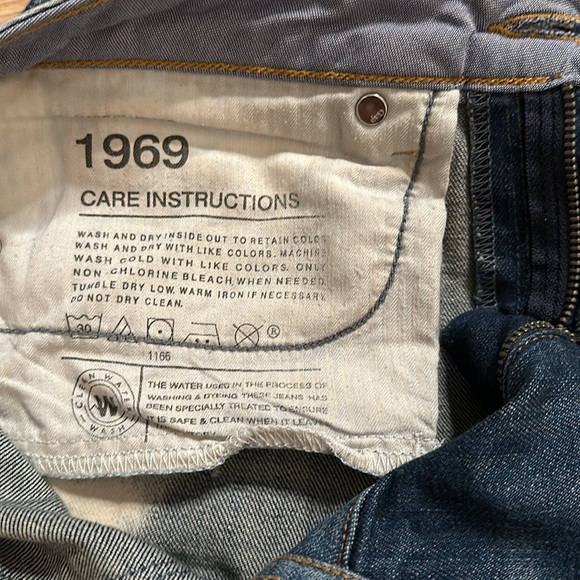 1969
CARE INSTRUCTIONS
WASH AND DRY INSIDE OUT TO RETAIN COLOR
WASH AND DRY WITH LIKE COLORS. MACHINE
WASH COLD WITH LIKE COLORS. ONLY
NON CHLORINE BLEACH, WHEN NEEDED
TUMBLE DRY LOW. WARM IRON IF NECESSARY
DO NOT DRY CLEAN.
30 ®
1166
CLEAN WATER WASH
W
THE WATER USED IN THE PROCESS OF
WASHING & DYEING THESE JEANS HAS
BEEN SPECIALLY TREATED TO ENSURE
IT IS SAFE & CLEAN WHEN IT LEAVE